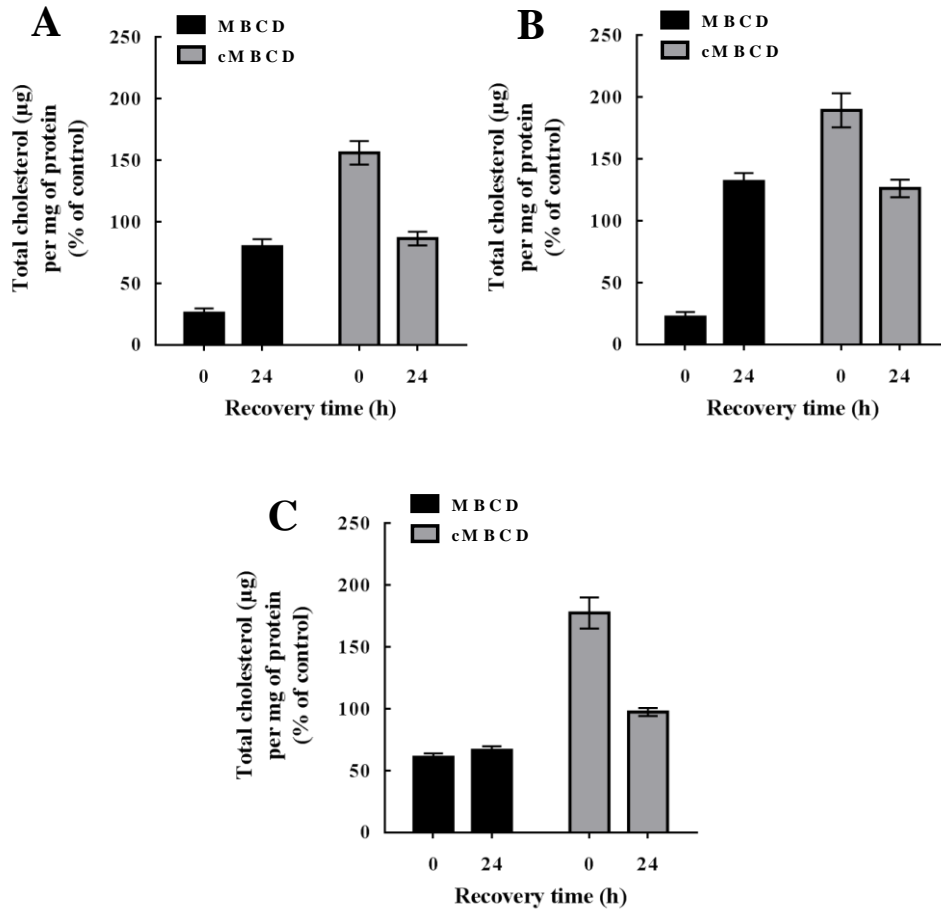 A
M B C D
c M B C D
Total cholesterol (µg)
per mg of protein
(% of control)
250
200
150
100
50
0
0 24 0 24
Recovery time (h)
B
M B C D
c M B C D
Total cholesterol (µg)
per mg of protein
(% of control)
250
200
150
100
50
0
0 24 0 24
Recovery time (h)
C
M B C D
c M B C D
Total cholesterol (µg)
per mg of protein
(% of control)
250
200
150
100
50
0
0 24 0 24
Recovery time (h)